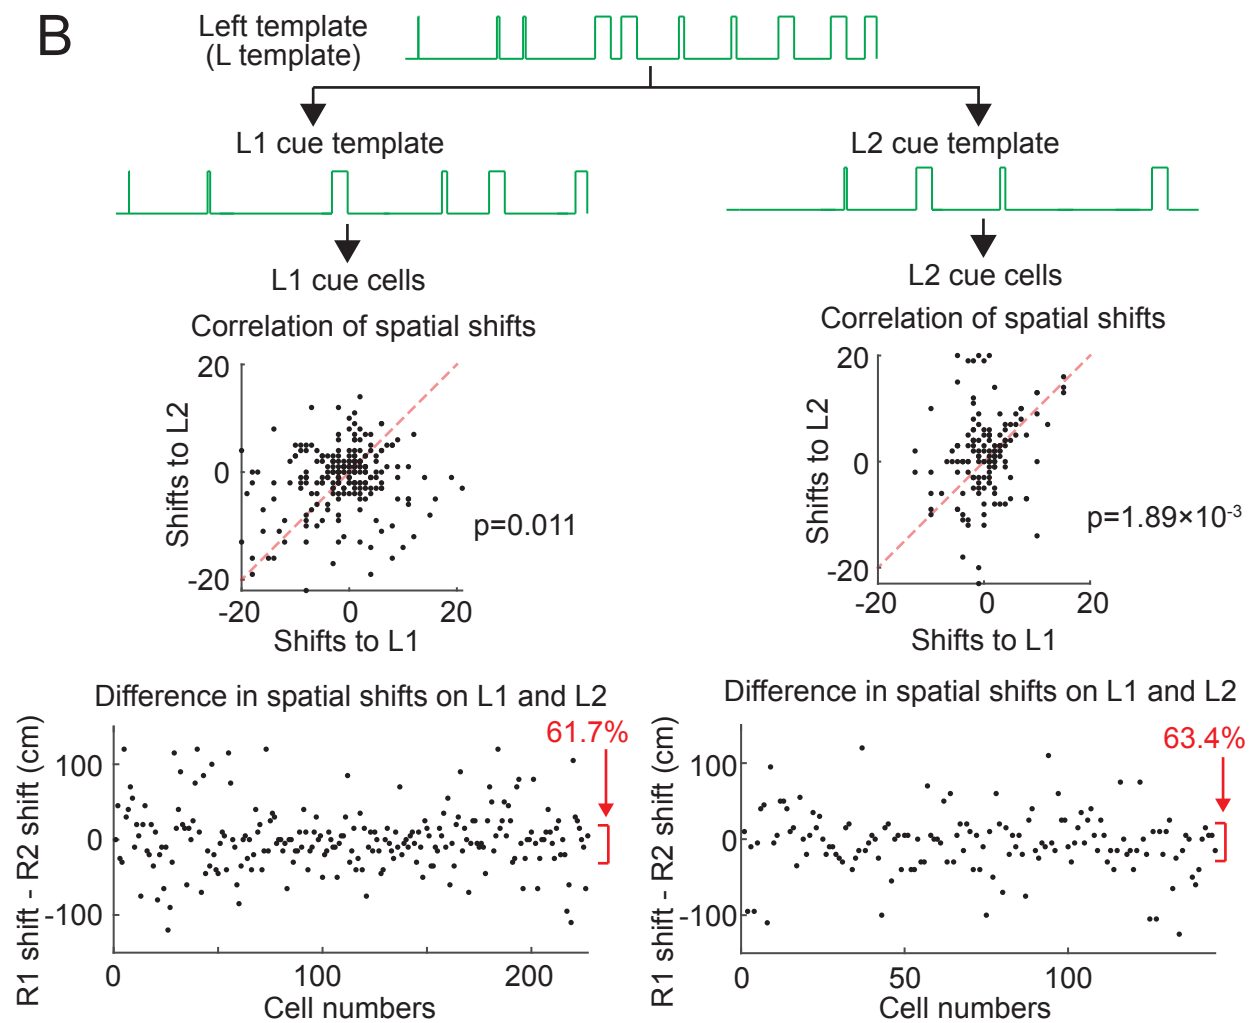 B
Left template
(L template)
L1 cue template
L2 cue template
L1 cue cells
L2 cue cells
Correlation of spatial shifts
Correlation of spatial shifts
20
0
-20
Shifts to L2
-20 0 20
Shifts to L1
p=0.011
20
0
-20
Shifts to L2
-20 0 20
Shifts to L1
p=1.89×10-3
Difference in spatial shifts on L1 and L2
61.7%
R1 shift - R2 shift (cm)
100
0
-100
0 100 200
Cell numbers
Difference in spatial shifts on L1 and L2
63.4%
R1 shift - R2 shift (cm)
100
0
-100
0 50 100
Cell numbers